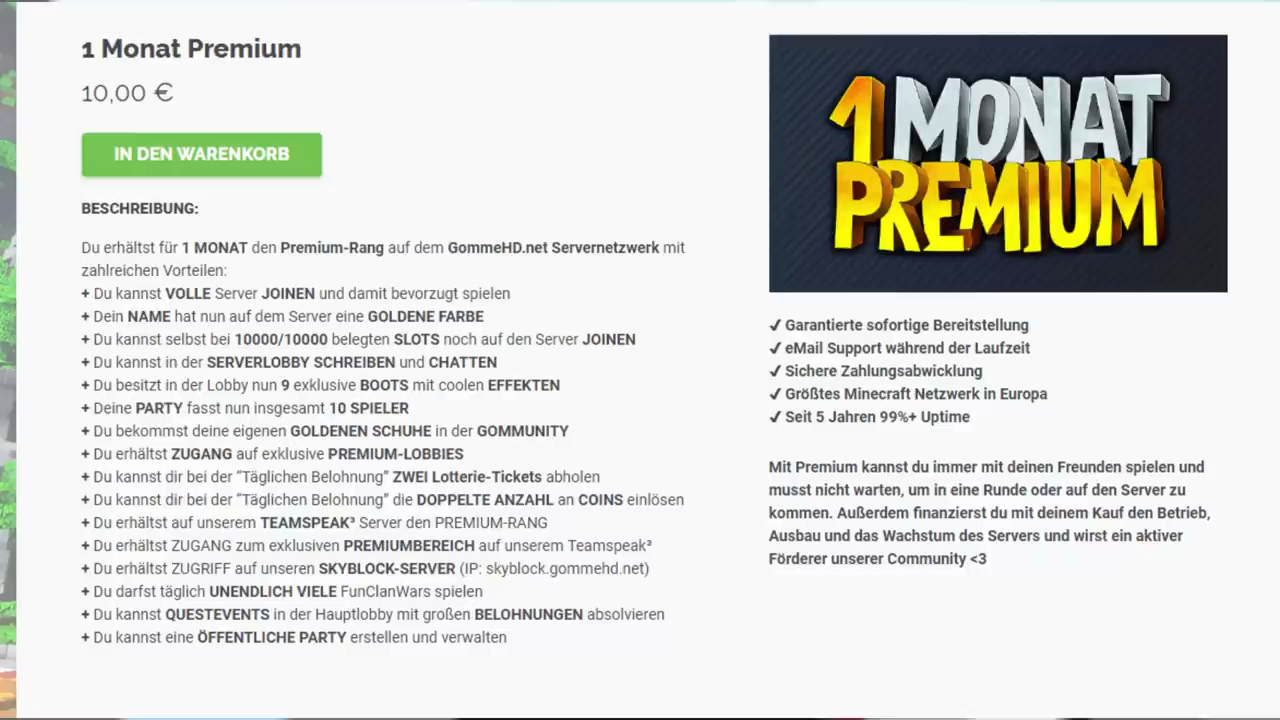 1 Monat Premium
10,00 €
IN DEN WARENKORB
BESCHREIBUNG:
Du erhältst für 1 MONAT den Premium-Rang auf dem GommeHD.net Servernetzwerk mit
zahlreichen Vorteilen:
+ Du kannst VOLLE Server JOINEN und damit bevorzugt spielen
+ Dein NAME hat nun auf dem Server eine GOLDENE FARBE
+ Du kannst selbst bei 10000/10000 belegten SLOTS noch auf den Server JOINEN
+ Du kannst in der SERVERLOBBY SCHREIBEN und CHATTEN
+ Du besitzt in der Lobby nun 9 exklusive BOOTS mit coolen EFFEKTEN
+ Deine PARTY fasst nun insgesamt 10 SPIELER
+ Du bekommst deine eigenen GOLDENEN SCHUHE in der GOMMUNITY
+ Du erhältst ZUGANG auf exklusive PREMIUM-LOBBIES
+ Du kannst dir bei der “Täglichen Belohnung” ZWEI Lotterie-Tickets abholen
+ Du kannst dir bei der “Täglichen Belohnung” die DOPPELTE ANZAHL an COINS einlösen
+ Du erhältst auf unserem TEAMSPEAK³ Server den PREMIUM-RANG
+ Du erhältst ZUGANG zum exklusiven PREMIUMBEREICH auf unserem Teamspeak³
+ Du erhältst ZUGRIFF auf unseren SKYBLOCK-SERVER (IP: skyblock.gommehd.net)
+ Du darfst täglich UNENDLICH VIELE FunClanWars spielen
+ Du kannst QUESTEVENTS in der Hauptlobby mit großen BELOHNUNGEN absolvieren
+ Du kannst eine ÖFFENTLICHE PARTY erstellen und verwalten
1 MONAT
PREMIUM
✓ Garantierte sofortige Bereitstellung
✓ eMail Support während der Laufzeit
✓ Sichere Zahlungsabwicklung
✓ Größtes Minecraft Netzwerk in Europa
✓ Seit 5 Jahren 99%+ Uptime
Mit Premium kannst du immer mit deinen Freunden spielen und
musst nicht warten, um in eine Runde oder auf den Server zu
kommen. Außerdem finanzierst du mit deinem Kauf den Betrieb,
Ausbau und das Wachstum des Servers und wirst ein aktiver
Förderer unserer Community <3